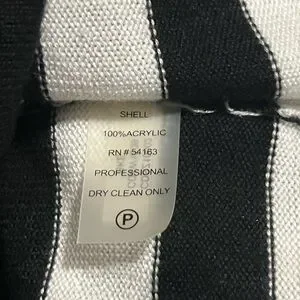 SHELL
100%ACRYLIC
RN# 54163
PROFESSIONAL
DRY CLEAN ONLY
P